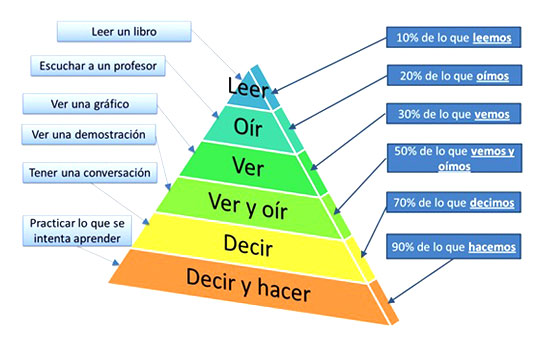 Leer un libro
Escuchar a un profesor
Ver una gráfico
Ver una demostración
Tener una conversación
Practicar lo que se
intenta aprender
Leer
Oír
Ver
Ver y oír
Decir
Decir y hacer
10% de lo que leemos
20% de lo que oímos
30% de lo que vemos
50% de lo que vemos y
oímos
70% de lo que decimos
90% de lo que hacemos